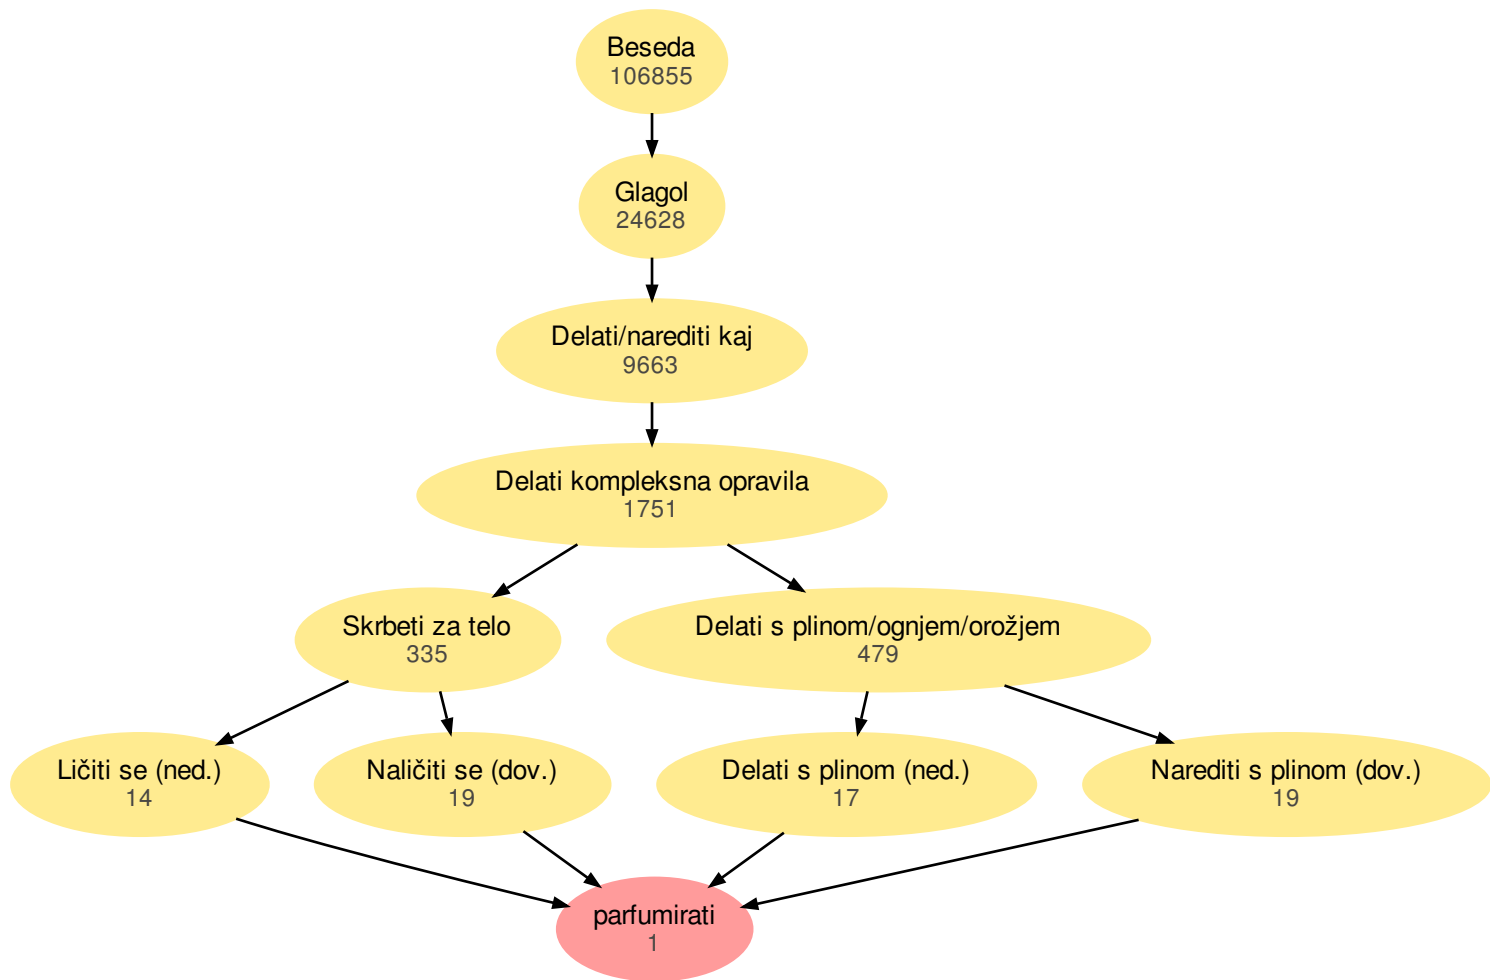 Beseda
106855
Glagol
24628
Delati/narediti kaj
9663
Delati kompleksna opravila
1751
Skrbeti za telo
335
Delati s plinom/ognjem/orožjem
479
Ličiti se (ned.)
14
Naličiti se (dov.)
19
Delati s plinom (ned.)
17
Narediti s plinom (dov.)
19
parfumirati
1